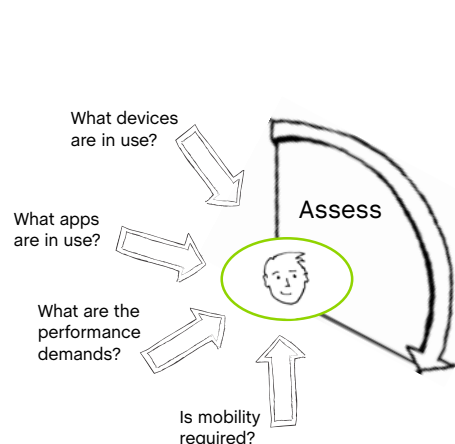 What devices
are in use?
Assess
What apps
are in use?
What are the
performance
demands?
Is mobility
required?